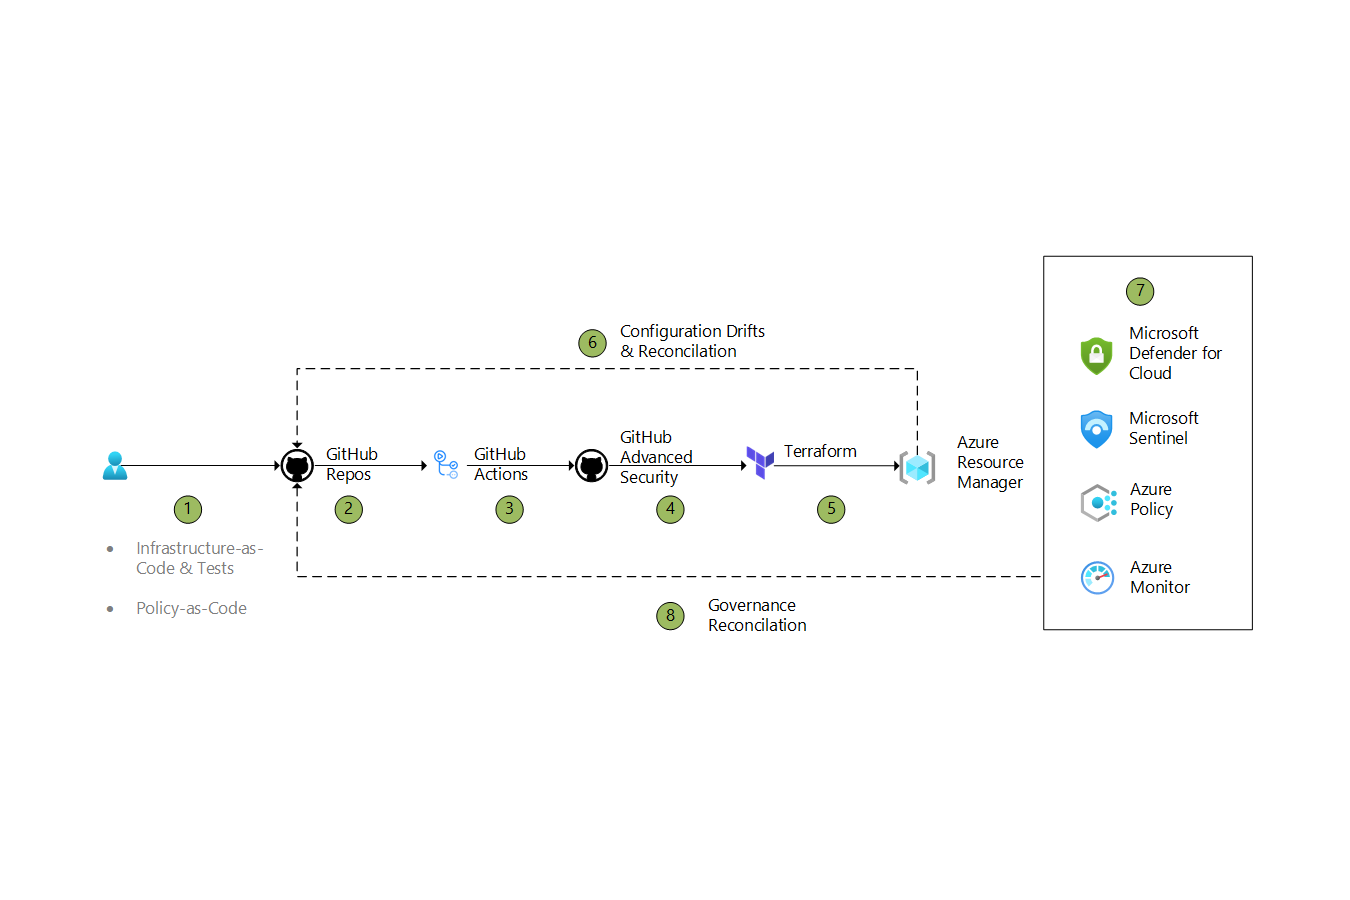 7
Microsoft
Defender for
Cloud
Microsoft
Sentinel
Azure
Policy
Azure
Monitor
6
Configuration Drifts
& Reconcilation
GitHub
Repos
GitHub
Actions
GitHub
Advanced
Security
Terraform
Azure
Resource
Manager
1
2
3
4
5
• Infrastructure-as-
Code & Tests
• Policy-as-Code
8
Governance
Reconcilation